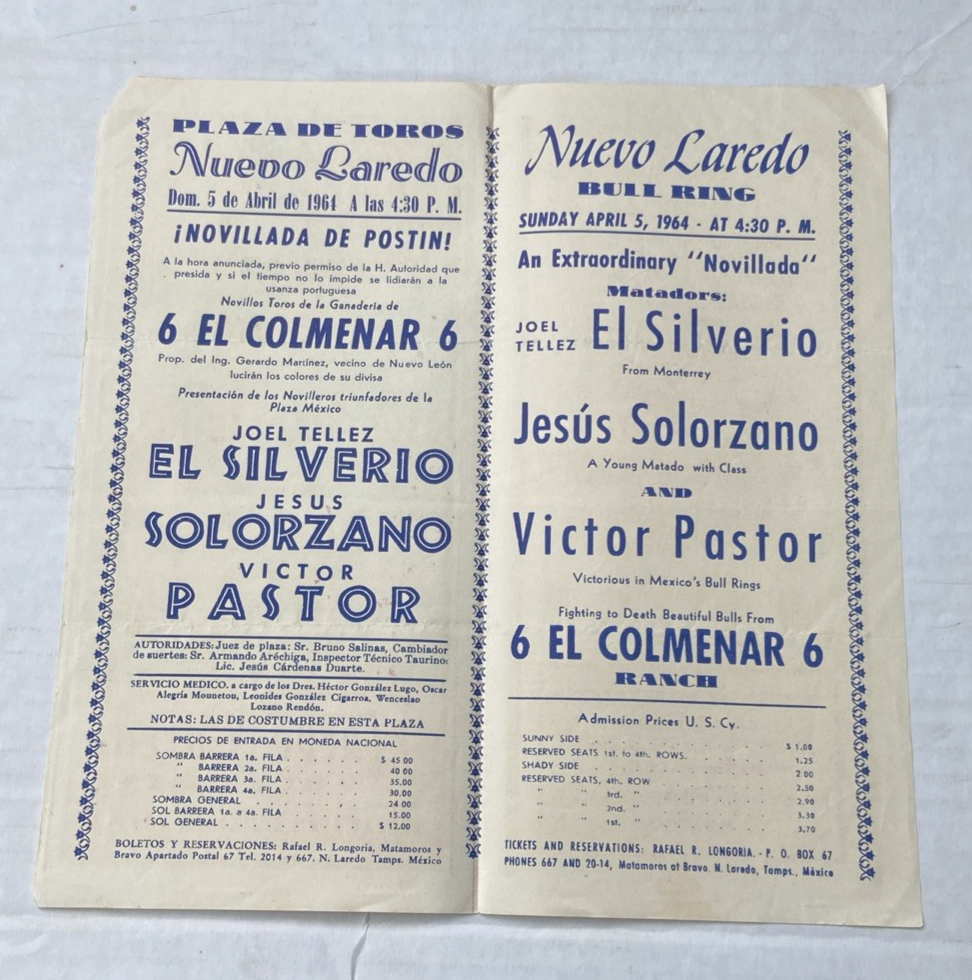 PLAZA DE TOROS
Nuevo Laredo
Dom. 5 de Abril de 1964 A las 4:30 P. M.
¡NOVILLADA DE POSTIN!
A la hora anunciada, previo permiso de la H. Autoridad que
presida y si el tiempo no lo impide se lidiarán a la
usanza portuguesa
Novillos Toros de la Ganadería de
6 EL COLMENAR 6
Prop. del Ing. Gerardo Martínez, vecino de Nuevo León
lucirán los colores de su divisa
Presentación de los Novilleros triunfadores de la
Plaza México
JOEL TELLEZ
EL SILVERIO
JESUS
SOLORZANO
VICTOR
PASTOR
AUTORIDADES: Juez de plaza: Sr. Bruno Salinas, Cambiador
de suertes: Sr. Armando Aréchiga, Inspector Técnico Taurino:
Lic. Jesús Cárdenas Duarte.
SERVICIO MEDICO. a cargo de los Dres. Héctor González Lugo, Oscar
Alegría Mounetou, Leonides González Cigarroa, Wenceslao
Lozano Rendón.
NOTAS: LAS DE COSTUMBRE EN ESTA PLAZA
PRECIOS DE ENTRADA EN MONEDA NACIONAL
SOMBRA BARRERA 1a. FILA . . . . . . $ 45 00
" BARRERA 2a. FILA . . . . . . 40 00
" BARRERA 3a. FILA . . . . . . 35.00
" BARRERA 4a. FILA . . . . . . 30.00
SOMBRA GENERAL . . . . . . 24 00
SOL BARRERA 1a. a 4a. FILA . . . . . . 15.00
SOL GENERAL . . . . . . $ 12.00
BOLETOS Y RESERVACIONES: Rafael R. Longoria, Matamoros y
Bravo Apartado Postal 67 Tel. 2014 y 667. N. Laredo Tamps. México
Nuevo Laredo
BULL RING
SUNDAY APRIL 5, 1964 - AT 4:30 P. M.
An Extraordinary "Novillada"
Matadors:
JOEL TELLEZ El Silverio
From Monterrey
Jesús Solorzano
A Young Matado with Class
AND
Victor Pastor
Victorious in Mexico's Bull Rings
Fighting to Death Beautiful Bulls From
6 EL COLMENAR 6
RANCH
Admission Prices U. S. Cy.
SUNNY SIDE . . . . . . $ 1.00
RESERVED SEATS 1st. to 4th. ROWS. . . . . . 1.25
SHADY SIDE . . . . . . 2 00
RESERVED SEATS, 4th. ROW . . . . . . 2.50
" " 3rd. " . . . . . . 2.90
" " 2nd. " . . . . . . 3.30
" " 1st. " . . . . . . 3.70
TICKETS AND RESERVATIONS: RAFAEL R. LONGORIA. - P. O. BOX 67
PHONES 667 AND 20-14, Matamoros at Bravo. N. Laredo, Tamps., México